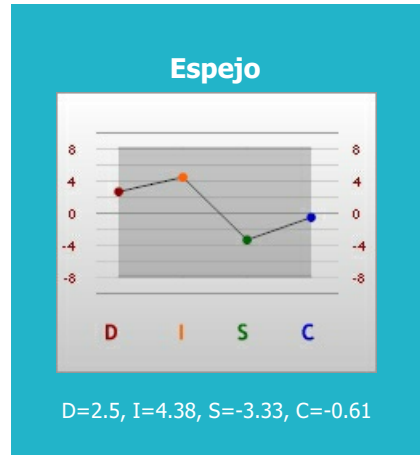 Espejo
8 8
4 4
0 0
-4 -4
-8 -8
D I S C
D=2.5, I=4.38, S=-3.33, C=-0.61